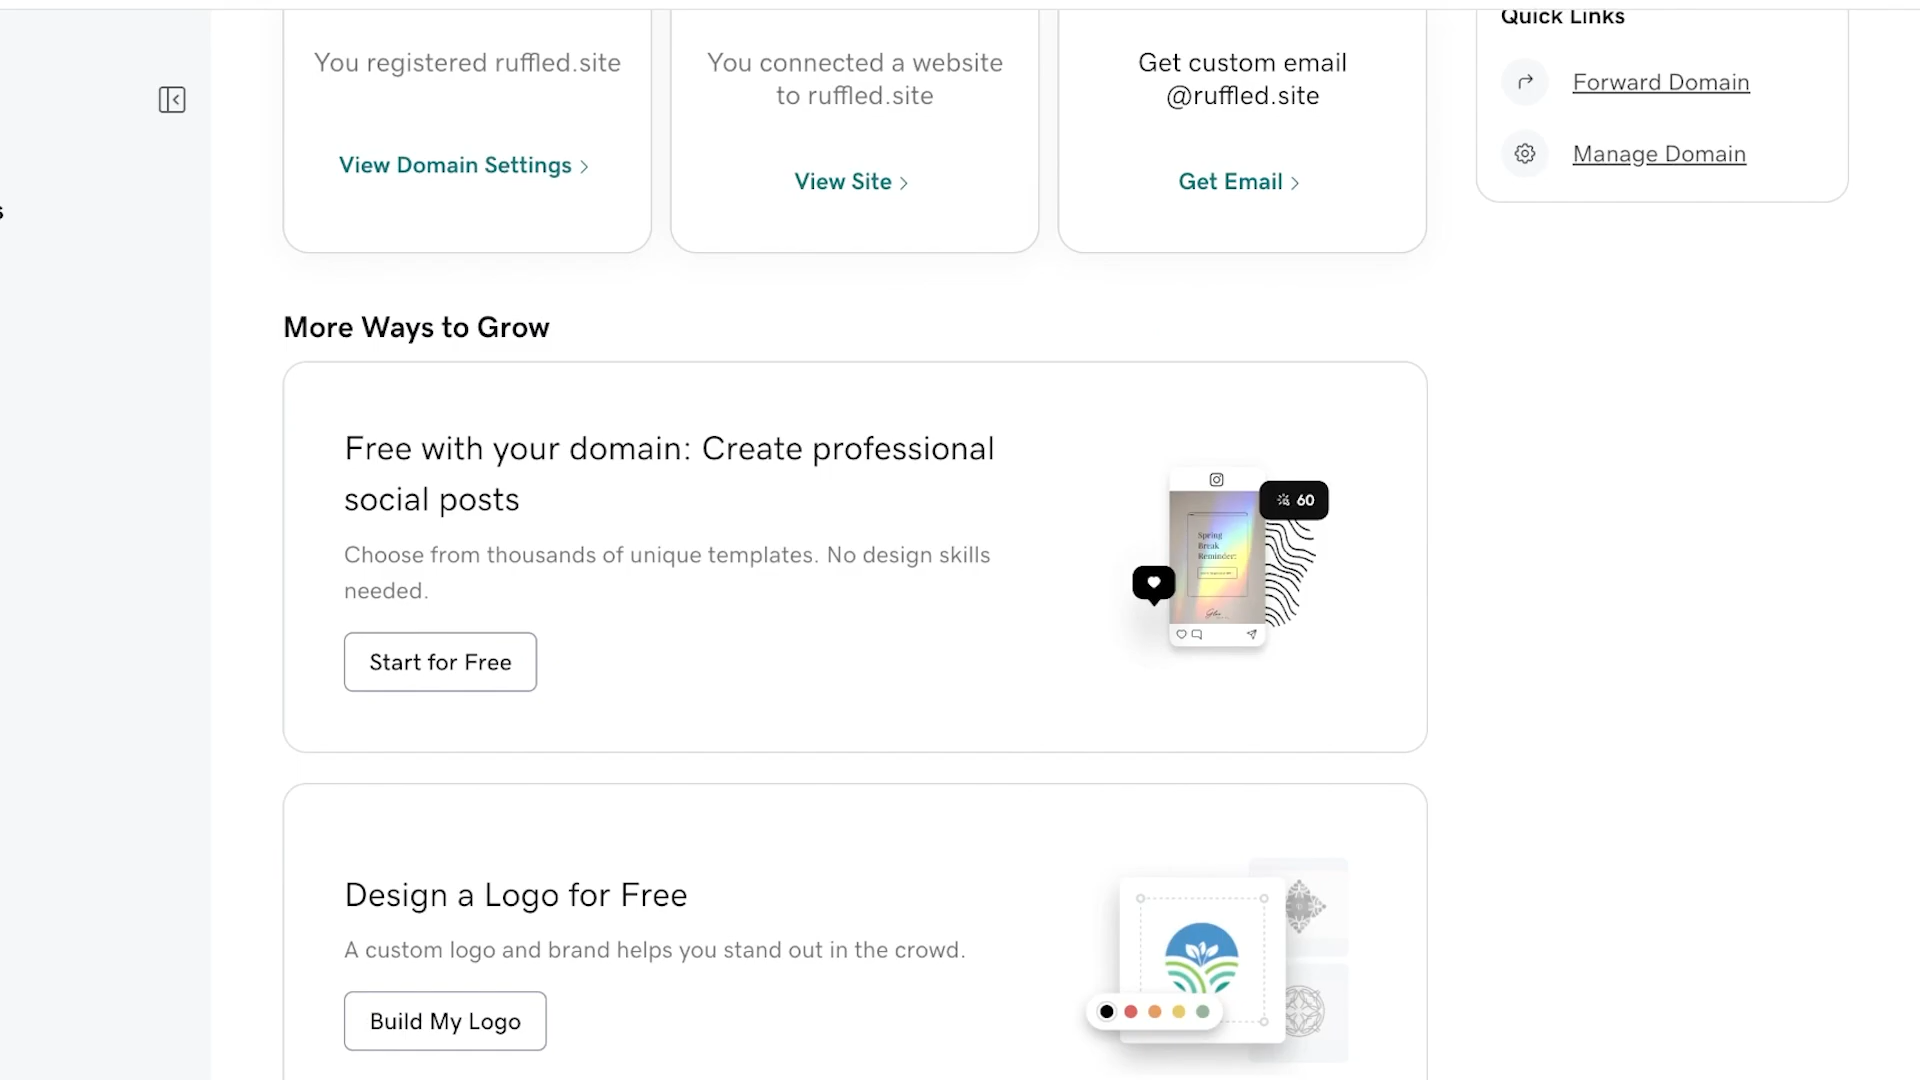 You registered ruffled.site
View Domain Settings
You connected a website
to ruffled.site
View Site
Get custom email
@ruffled.site
Get Email
Quick Links
Forward Domain
Manage Domain
s
More Ways to Grow
Free with your domain: Create professional
social posts
Choose from thousands of unique templates. No design skills
needed.
Start for Free
60
Spring
Break
Reminder:
Design a Logo for Free
A custom logo and brand helps you stand out in the crowd.
Build My Logo